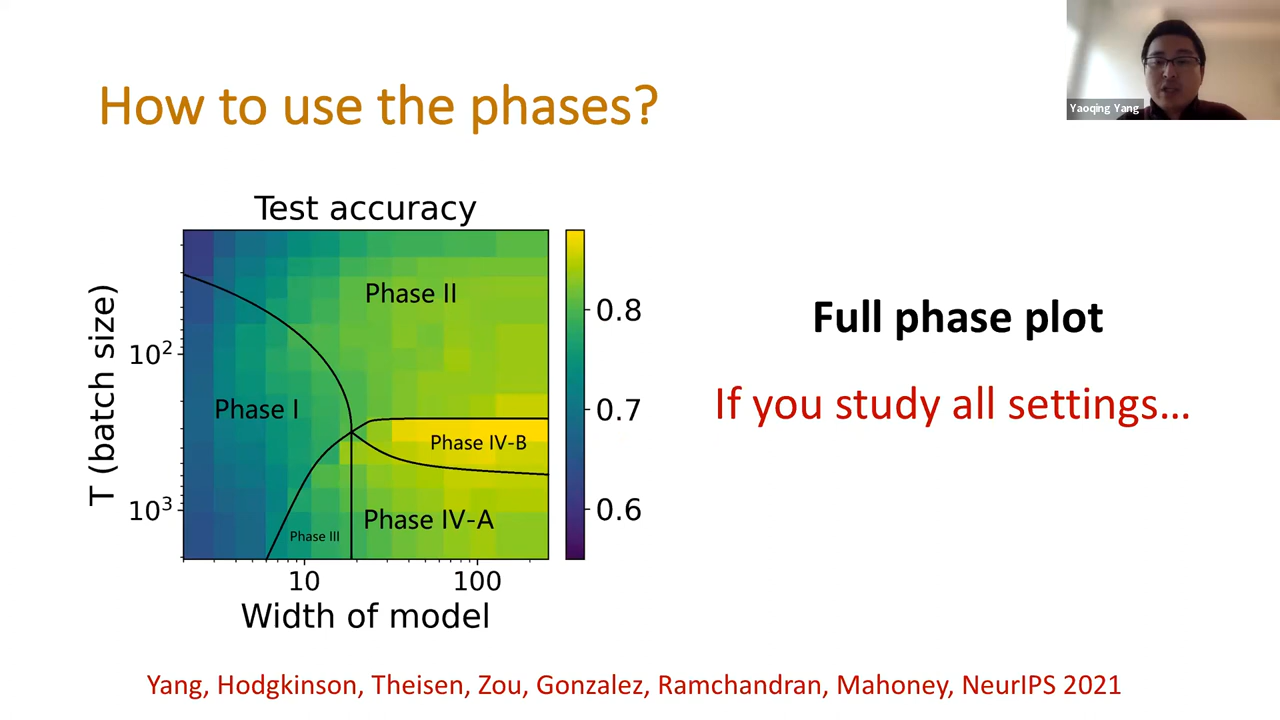 Yaoqing Yang
How to use the phases?
Test accuracy
Phase II
Phase I
Phase IV-B
Phase IV-A
Phase III
T (batch size)
10²
10³
10
100
Width of model
0.8
0.7
0.6
Full phase plot
If you study all settings...
Yang, Hodgkinson, Theisen, Zou, Gonzalez, Ramchandran, Mahoney, NeurIPS 2021